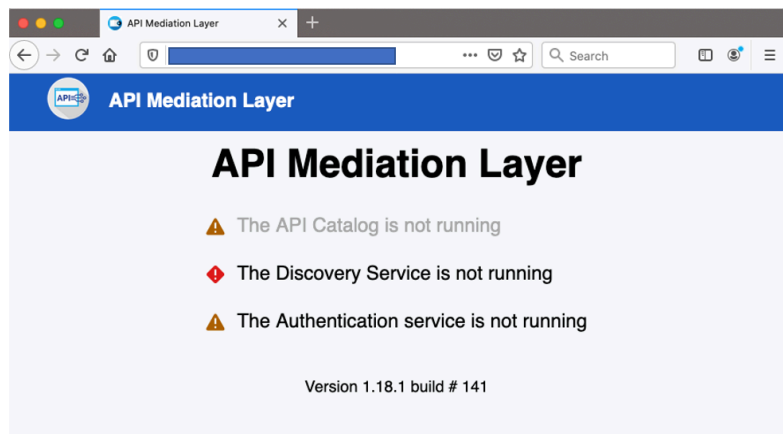 API Mediation Layer
Search
API
API Mediation Layer
API Mediation Layer
The API Catalog is not running
The Discovery Service is not running
The Authentication service is not running
Version 1.18.1 build # 141